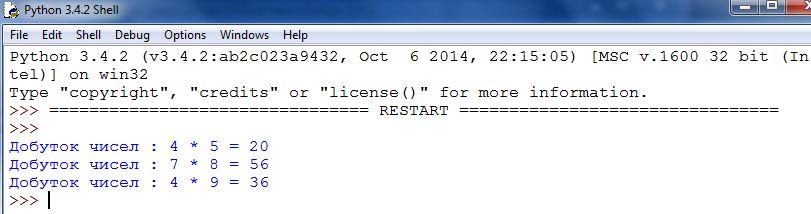 Python 3.4.2 Shell
File Edit Shell Debug Options Windows Help
Python 3.4.2 (v3.4.2:ab2c023a9432, Oct  6 2014, 22:15:05) [MSC v.1600 32 bit (In
tel)] on win32
Type "copyright", "credits" or "license()" for more information.
>>> ================================ RESTART ================================
>>>
Добуток чисел : 4 * 5 = 20
Добуток чисел : 7 * 8 = 56
Добуток чисел : 4 * 9 = 36
>>>